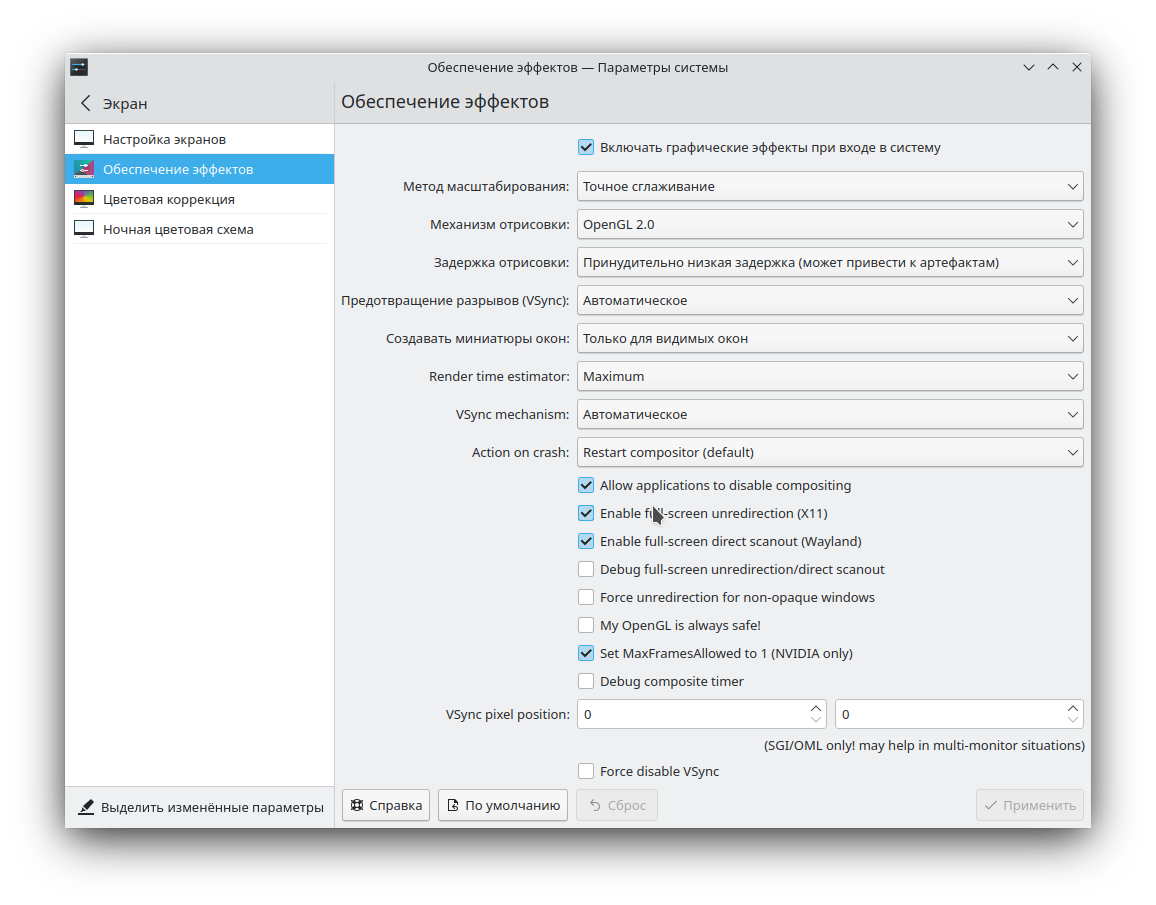 Обеспечение эффектов — Параметры системы
Экран
Обеспечение эффектов
Настройка экранов
Обеспечение эффектов
Цветовая коррекция
Ночная цветовая схема
Включать графические эффекты при входе в систему
Метод масштабирования: Точное сглаживание
Механизм отрисовки: OpenGL 2.0
Задержка отрисовки: Принудительно низкая задержка (может привести к артефактам)
Предотвращение разрывов (VSync): Автоматическое
Создавать миниатюры окон: Только для видимых окон
Render time estimator: Maximum
VSync mechanism: Автоматическое
Action on crash: Restart compositor (default)
Allow applications to disable compositing
Enable full-screen unredirection (X11)
Enable full-screen direct scanout (Wayland)
Debug full-screen unredirection/direct scanout
Force unredirection for non-opaque windows
My OpenGL is always safe!
Set MaxFramesAllowed to 1 (NVIDIA only)
Debug composite timer
VSync pixel position: 0 0
(SGI/OML only! may help in multi-monitor situations)
Force disable VSync
Выделить изменённые параметры
Справка По умолчанию Сброс Применить